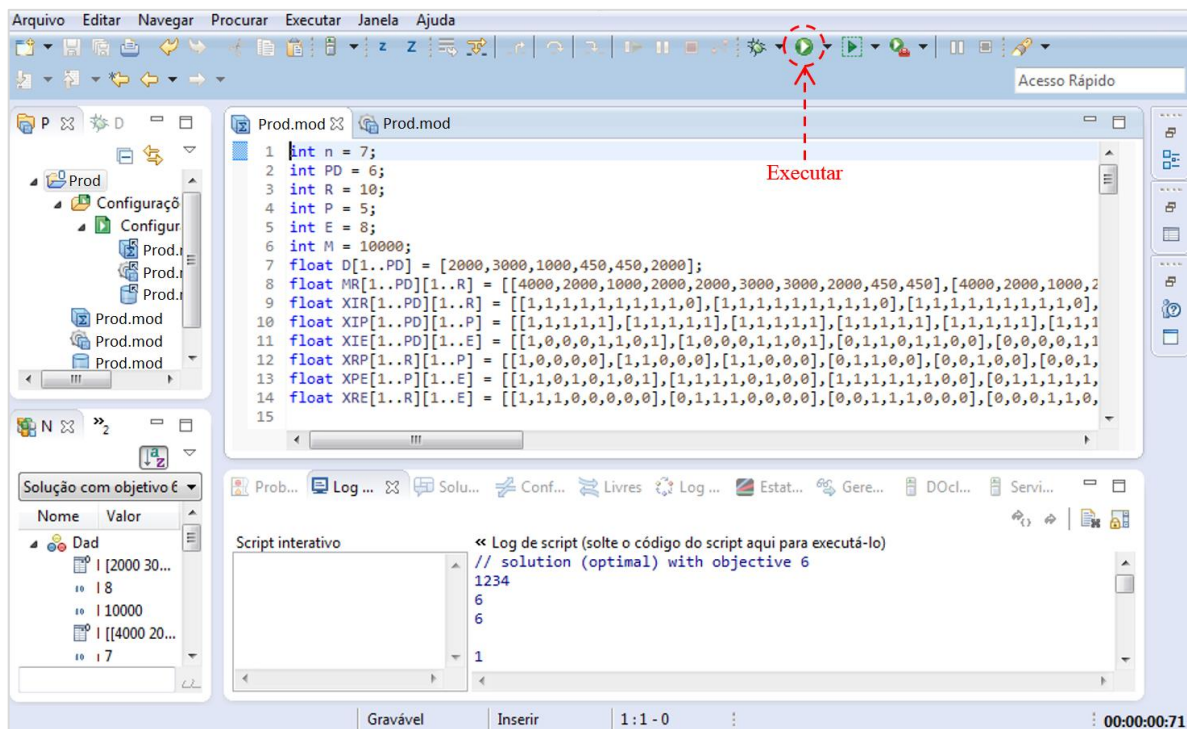 Arquivo Editar Navegar Procurar Executar Janela Ajuda
Acesso Rápido
P D
Prod
Configuraçõ
Configur
Prod.
Prod.
Prod.
Prod.mod
Prod.mod
Prod.mod
Prod.mod Prod.mod
Executar
1 int n = 7;
2 int PD = 6;
3 int R = 10;
4 int P = 5;
5 int E = 8;
6 int M = 10000;
7 float D[1..PD] = [2000,3000,1000,450,450,2000];
8 float MR[1..PD][1..R] = [[4000,2000,1000,2000,2000,3000,3000,2000,450,450],[4000,2000,1000,2
9 float XIR[1..PD][1..R] = [[1,1,1,1,1,1,1,1,1,0],[1,1,1,1,1,1,1,1,1,0],[1,1,1,1,1,1,1,1,1,0],
10 float XIP[1..PD][1..P] = [[1,1,1,1,1],[1,1,1,1,1],[1,1,1,1,1],[1,1,1,1,1],[1,1,1,1,1],[1,1,1
11 float XIE[1..PD][1..E] = [[1,0,0,0,1,1,0,1],[1,0,0,0,1,1,0,1],[0,1,1,0,1,1,0,0],[0,0,0,0,1,1
12 float XRP[1..R][1..P] = [[1,0,0,0,0],[1,1,0,0,0],[1,1,0,0,0],[0,1,1,0,0],[0,0,1,0,0],[0,0,1,
13 float XPE[1..P][1..E] = [[1,1,0,1,0,1,0,1],[1,1,1,1,0,1,0,0],[1,1,1,1,1,1,0,0],[0,1,1,1,1,1,
14 float XRE[1..R][1..E] = [[1,1,1,0,0,0,0,0],[0,1,1,1,0,0,0,0],[0,0,1,1,1,0,0,0],[0,0,0,1,1,0,
15
N »2
Solução com objetivo 6
Nome Valor
Dad
[2000 30...
8
10000
[[4000 20...
7
Prob... Log ... Solu... Conf... Livres Log ... Estat... Gere... DOcl... Servi...
Script interativo
« Log de script (solte o código do script aqui para executá-lo)
// solution (optimal) with objective 6
1234
6
6
1
Gravável Inserir 1:1-0 00:00:00:71